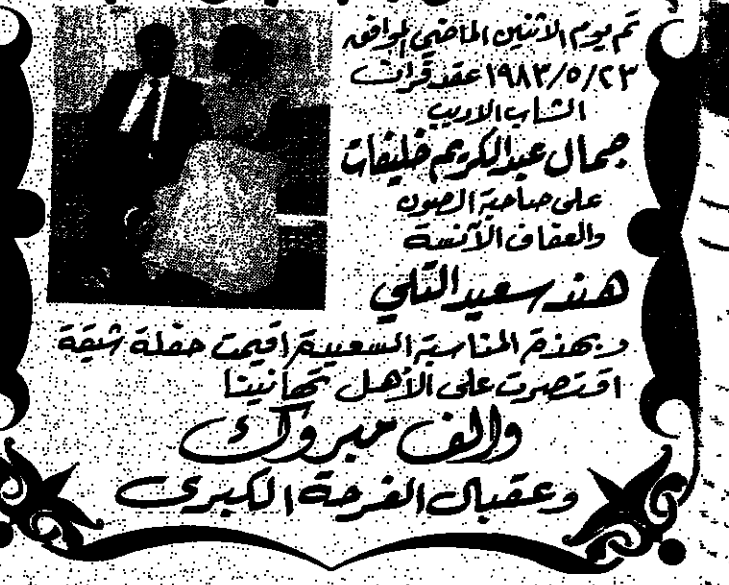 تم يوم الاثنين الماضي الموافق
١٩٨٣/٥/٢٣ عقد قران
الشاب الاديب
جمال عبدالكريم خليفات
على صاحبة الصون
والعفاف الآنسة
هند سعيد التلي
وبهذه المناسبة السعيدة اقيمت حفلة شيقة
اقتصرت على الأهل تهانينا
والف مبروك
وعقبال الفرحة الكبرى